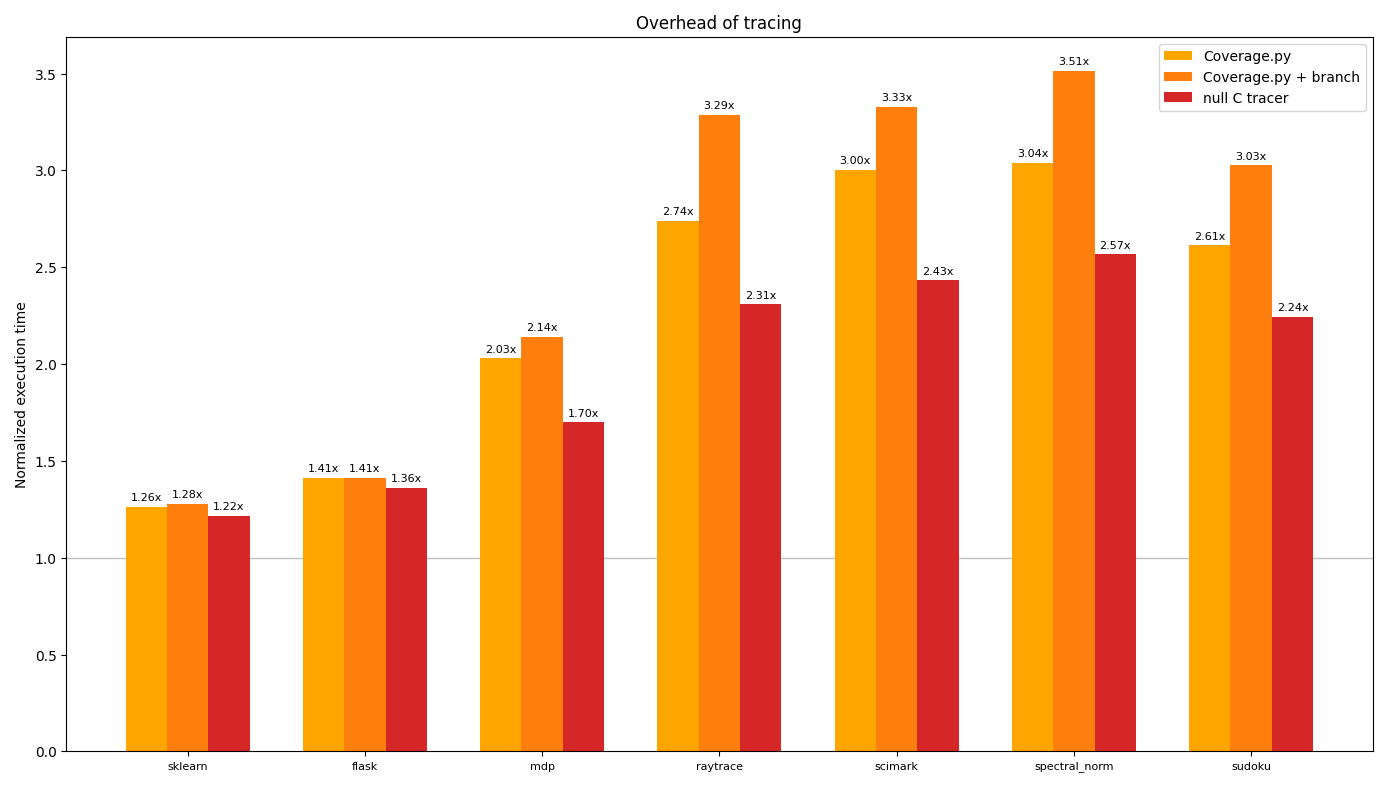 Overhead of tracing
Coverage.py
Coverage.py + branch
null C tracer
Normalized execution time
3.5
3.0
2.5
2.0
1.5
1.0
0.5
0.0
1.26x
1.28x
1.22x
1.41x
1.41x
1.36x
2.03x
2.14x
1.70x
2.74x
3.29x
2.31x
3.00x
3.33x
2.43x
3.04x
3.51x
2.57x
2.61x
3.03x
2.24x
sklearn
flask
mdp
raytrace
scimark
spectral_norm
sudoku